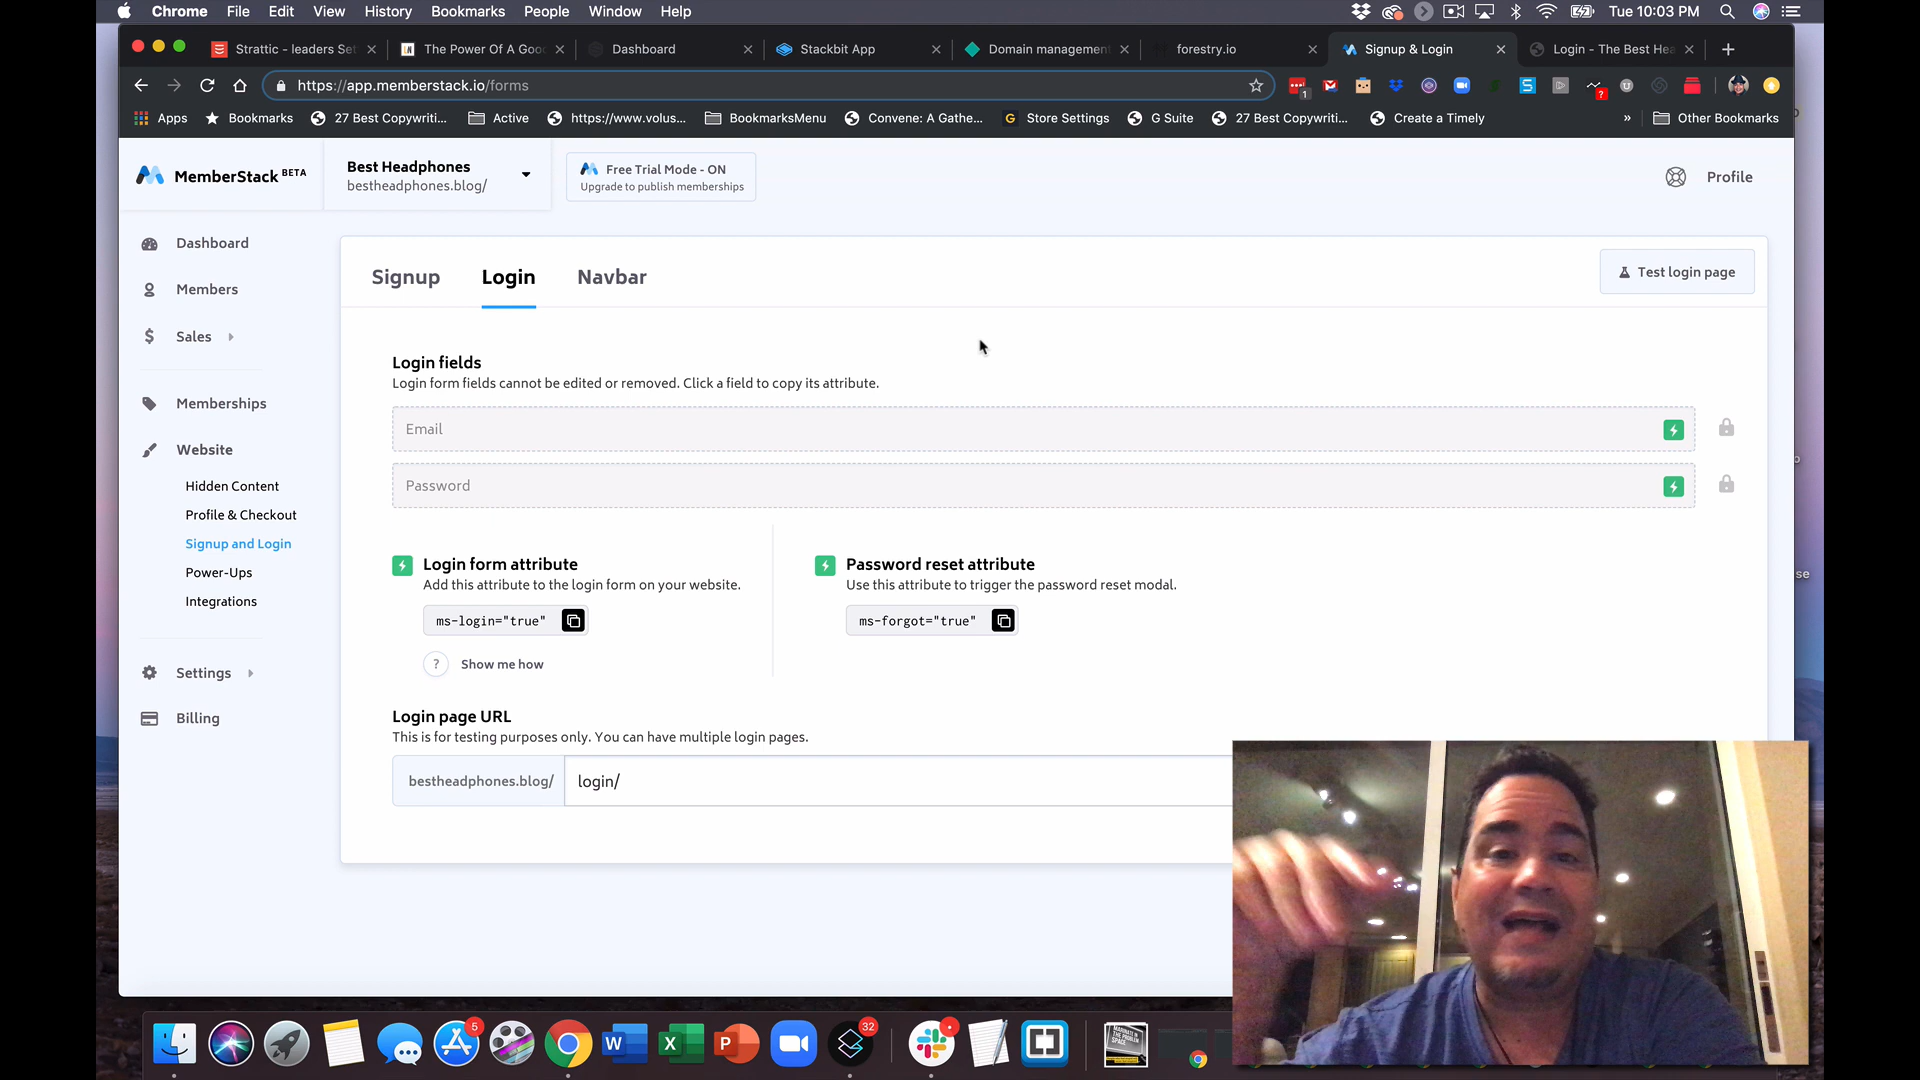 Chrome File Edit View History Bookmarks People Window Help
Tue 10:03 PM
Strattic - leaders Set
The Power Of A Goo
Dashboard
Stackbit App
Domain management
forestry.io
Signup & Login
Login - The Best Hea
https://app.memberstack.io/forms
Apps
Bookmarks
27 Best Copywriti...
Active
https://www.volus...
BookmarksMenu
Convene: A Gathe...
Store Settings
G Suite
27 Best Copywriti...
Create a Timely
»
Other Bookmarks
MemberStack BETA
Best Headphones
bestheadphones.blog/
Free Trial Mode - ON
Upgrade to publish memberships
Profile
Dashboard
Members
Sales
Memberships
Website
Hidden Content
Profile & Checkout
Signup and Login
Power-Ups
Integrations
Settings
Billing
Signup
Login
Navbar
Test login page
Login fields
Login form fields cannot be edited or removed. Click a field to copy its attribute.
Email
Password
Login form attribute
Add this attribute to the login form on your website.
ms-login="true"
? Show me how
Password reset attribute
Use this attribute to trigger the password reset modal.
ms-forgot="true"
Login page URL
This is for testing purposes only. You can have multiple login pages.
bestheadphones.blog/
login/
5
W
X
P
32